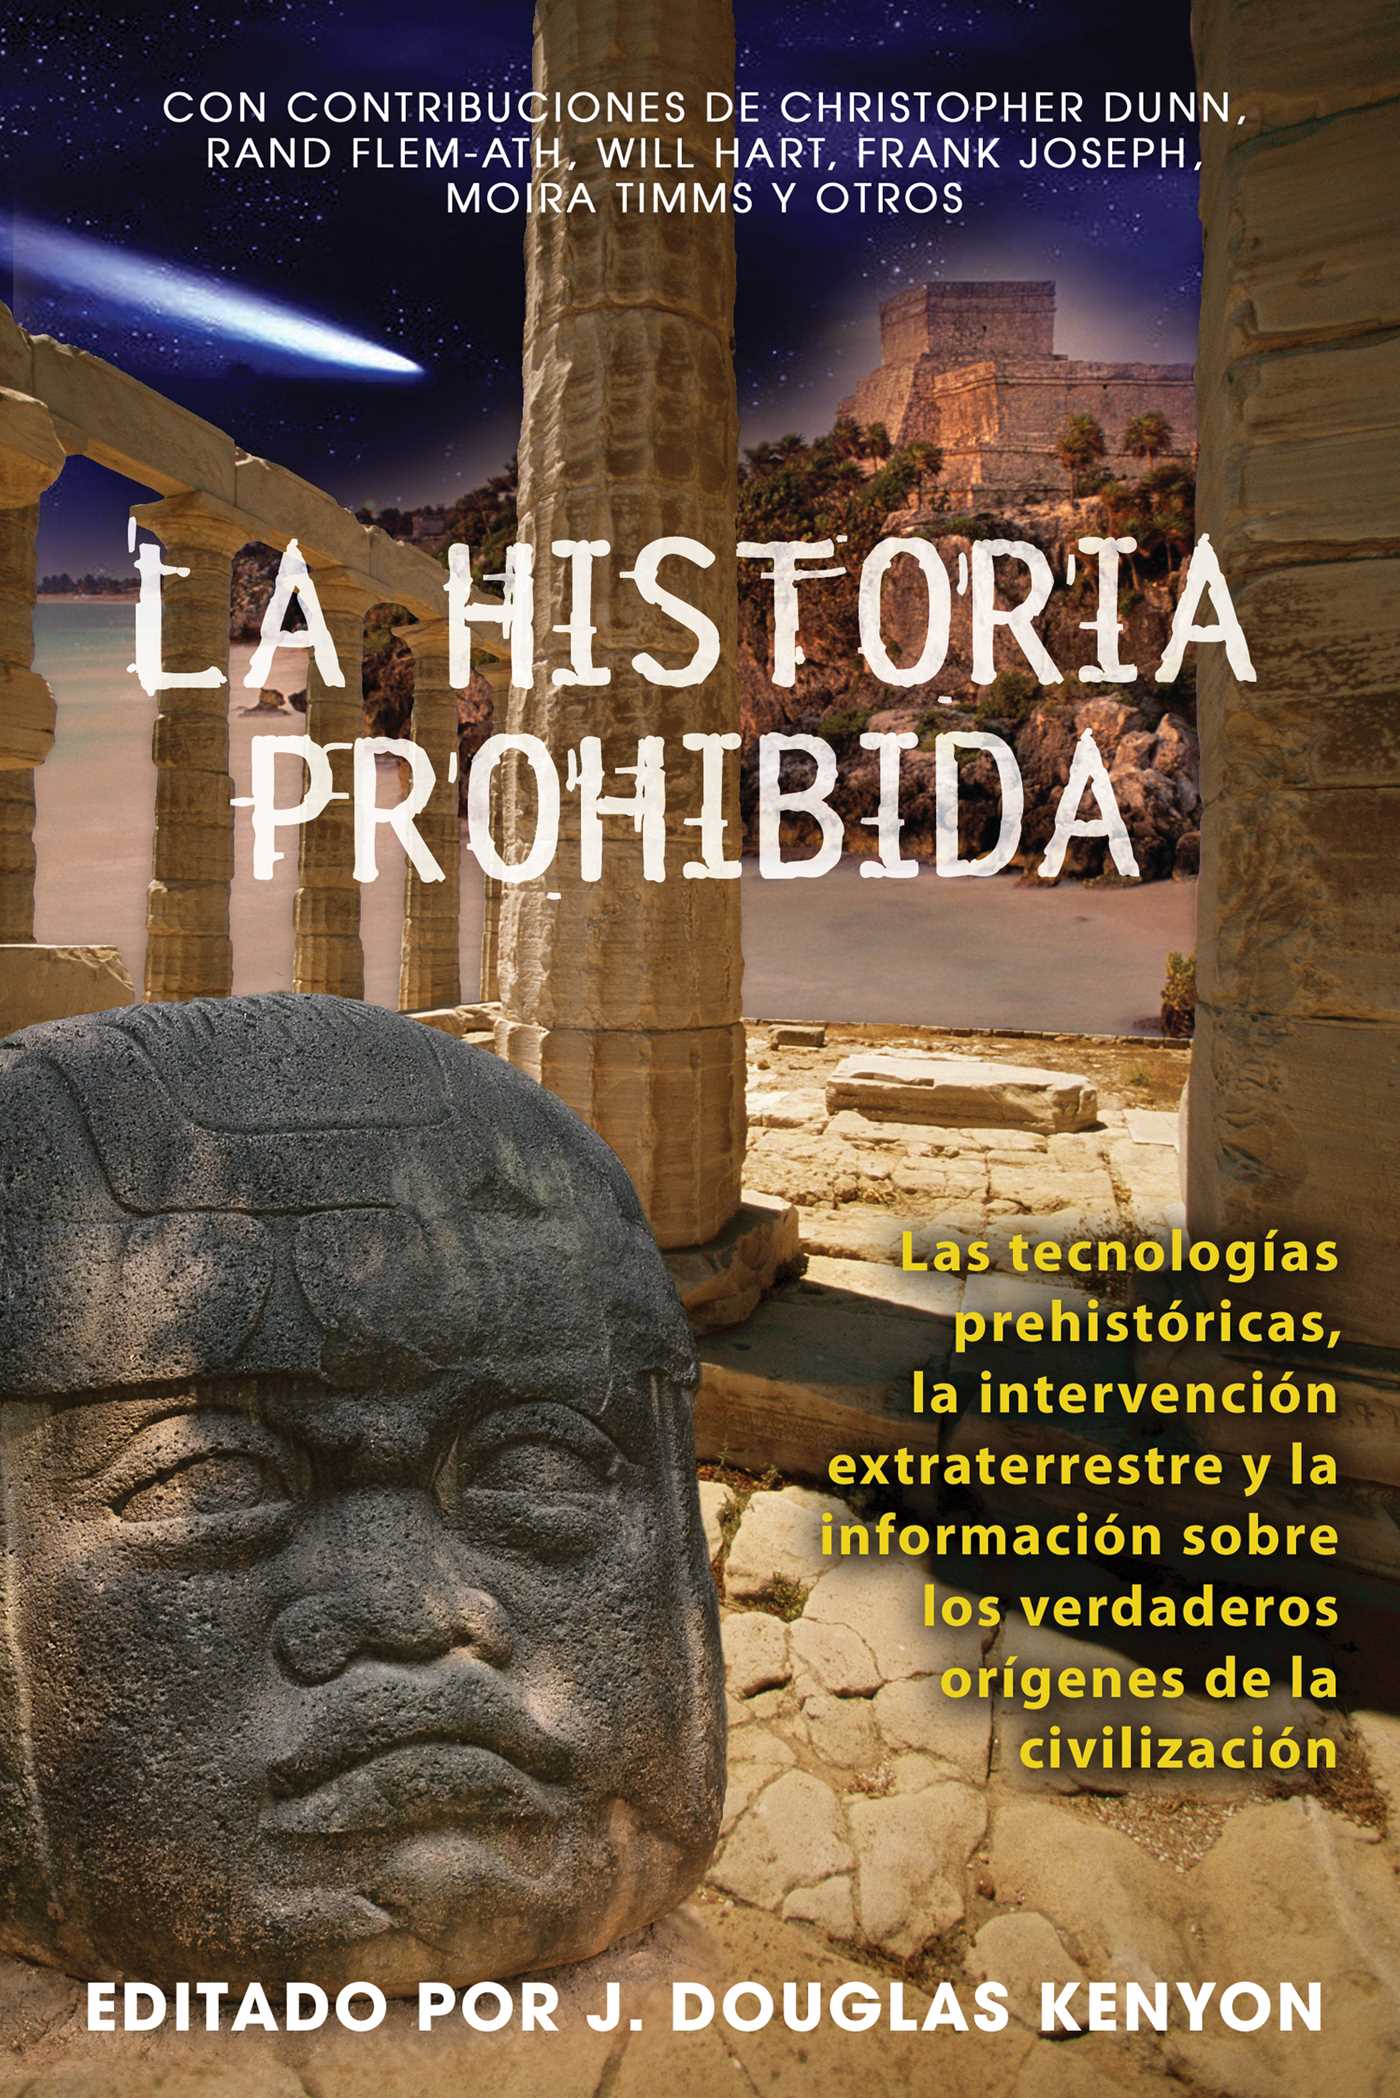 CON CONTRIBUCIONES DE CHRISTOPHER DUNN,
RAND FLEM-ATH, WILL HART, FRANK JOSEPH,
MOIRA TIMMS Y OTROS
LA HISTORIA
PROHIBIDA
Las tecnologías
prehistóricas,
la intervención
extraterrestre y la
información sobre
los verdaderos
orígenes de la
civilización
EDITADO POR J. DOUGLAS KENYON